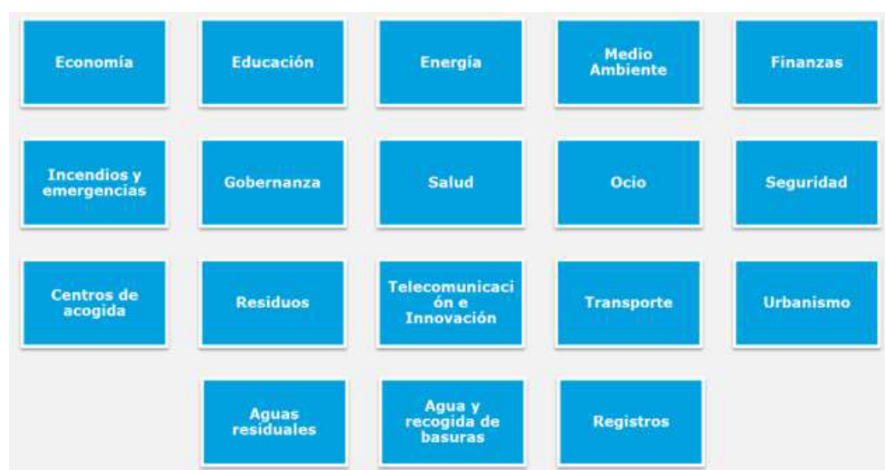 Economía
Educación
Energía
Medio
Ambiente
Finanzas
Incendios y
emergencias
Gobernanza
Salud
Ocio
Seguridad
Centros de
acogida
Residuos
Telecomunicaci
ón e
Innovación
Transporte
Urbanismo
Aguas
residuales
Agua y
recogida de
basuras
Registros